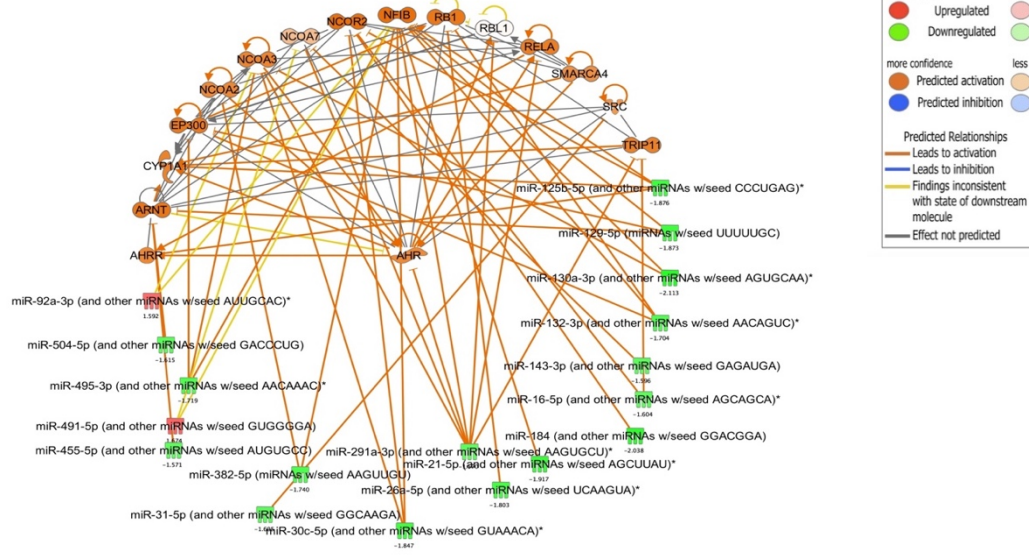 NCOR2
NFIB
RB1
RBL1
NCOA7
RELA
NCOA3
SMARCA4
NCOA2
SRC
EP300
TRIP11
CYP1A1
ARNT
AHRR
AHR
miR-125b-5p (and other miRNAs w/seed CCCUGAG)*
-1.876
miR-129-5p (miRNAs w/seed UUUUUGC)
-1.873
miR-130a-3p (and other miRNAs w/seed AGUGCAA)*
-2.113
miR-92a-3p (and other miRNAs w/seed AUUGCAC)*
1.592
miR-132-3p (and other miRNAs w/seed AACAGUC)*
-1.704
miR-504-5p (and other miRNAs w/seed GACCCUG)
-1.615
miR-143-3p (and other miRNAs w/seed GAGAUGA)
-1.596
miR-495-3p (and other miRNAs w/seed AACAAAC)*
-1.719
miR-16-5p (and other miRNAs w/seed AGCAGCA)*
-1.604
miR-491-5p (and other miRNAs w/seed GUGGGGA)
miR-184 (and other miRNAs w/seed GGACGGA)
-2.038
miR-455-5p (and other miRNAs w/seed AUGUGCC)
-1.571
miR-291a-3p (and other miRNAs w/seed AAGUGCU)*
miR-21-5p (and other miRNAs w/seed AGCUUAU)*
-1.917
miR-382-5p (miRNAs w/seed AAGUUGU)
-1.740
miR-26a-5p (and other miRNAs w/seed UCAAGUA)*
-1.803
miR-31-5p (and other miRNAs w/seed GGCAAGA)
miR-30c-5p (and other miRNAs w/seed GUAAACA)*
-1.847
Upregulated
Downregulated
more confidence
less
Predicted activation
Predicted inhibition
Predicted Relationships
Leads to activation
Leads to inhibition
Findings inconsistent
with state of downstream
molecule
Effect not predicted